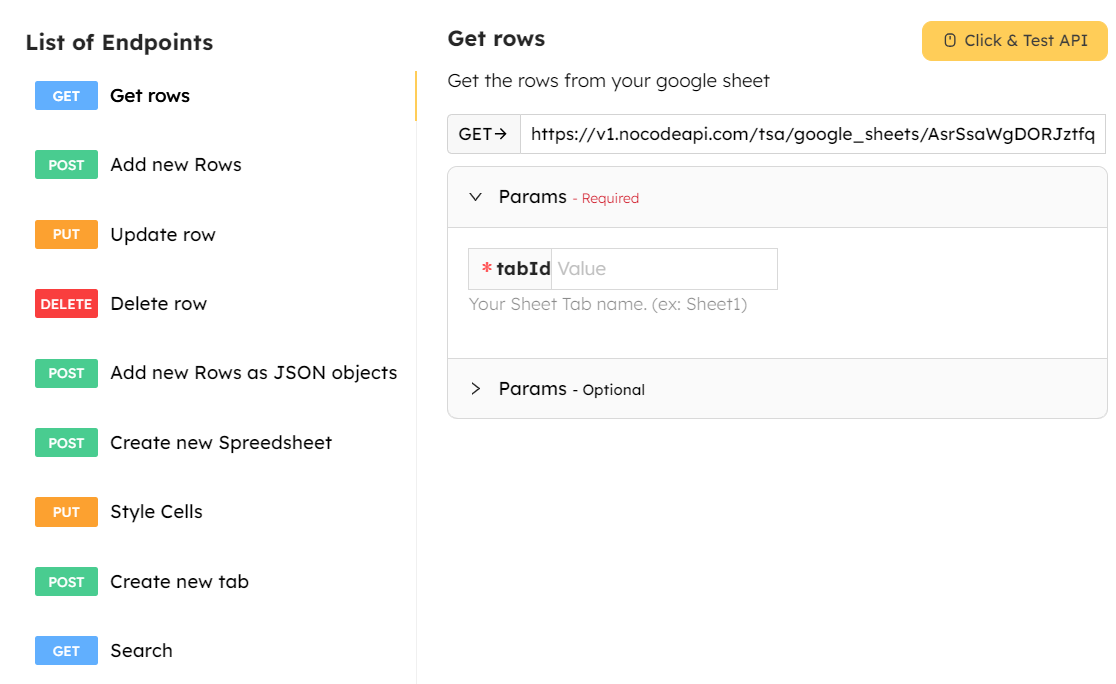 List of Endpoints
GET Get rows
POST Add new Rows
PUT Update row
DELETE Delete row
POST Add new Rows as JSON objects
POST Create new Spreedsheet
PUT Style Cells
POST Create new tab
GET Search
Get rows
Click & Test API
Get the rows from your google sheet
GET→ https://v1.nocodeapi.com/tsa/google_sheets/AsrSsaWgDORJztfq
Params - Required
* tabId Value
Your Sheet Tab name. (ex: Sheet1)
Params - Optional